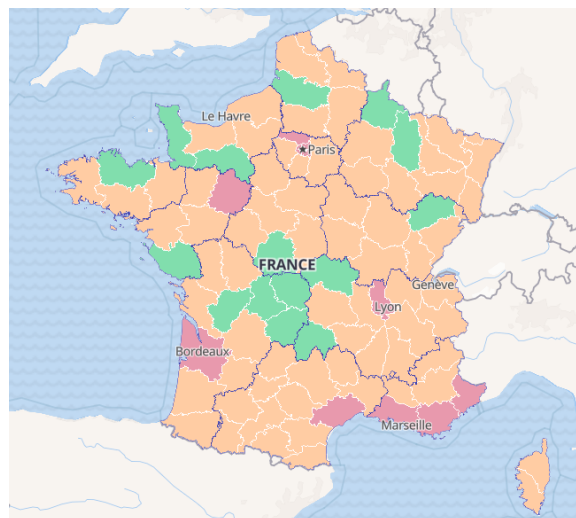 Le Havre
Paris
FRANCE
Genève
Lyon
Bordeaux
Marseille